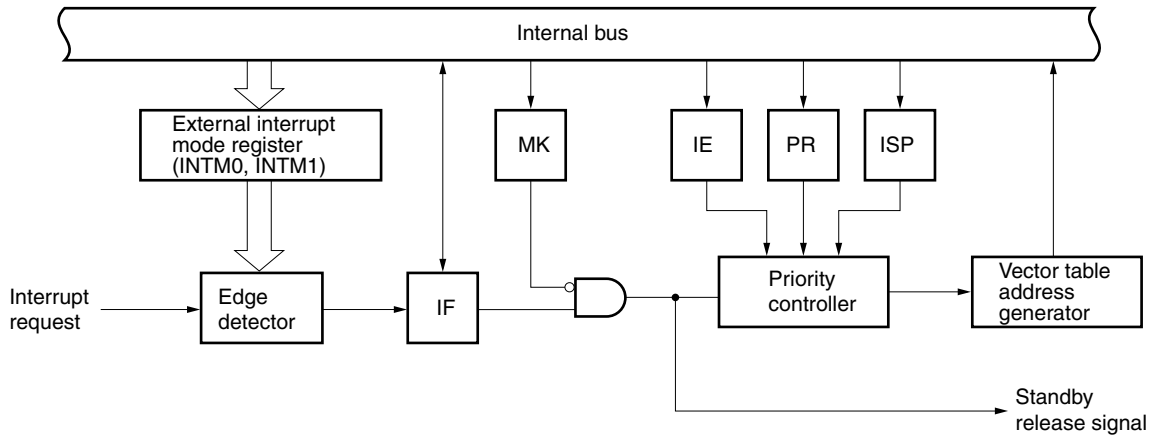 Internal bus
External interrupt
mode register
(INTM0, INTM1)
MK
IE
PR
ISP
Interrupt
request
Edge
detector
IF
Priority
controller
Vector table
address
generator
Standby
release signal